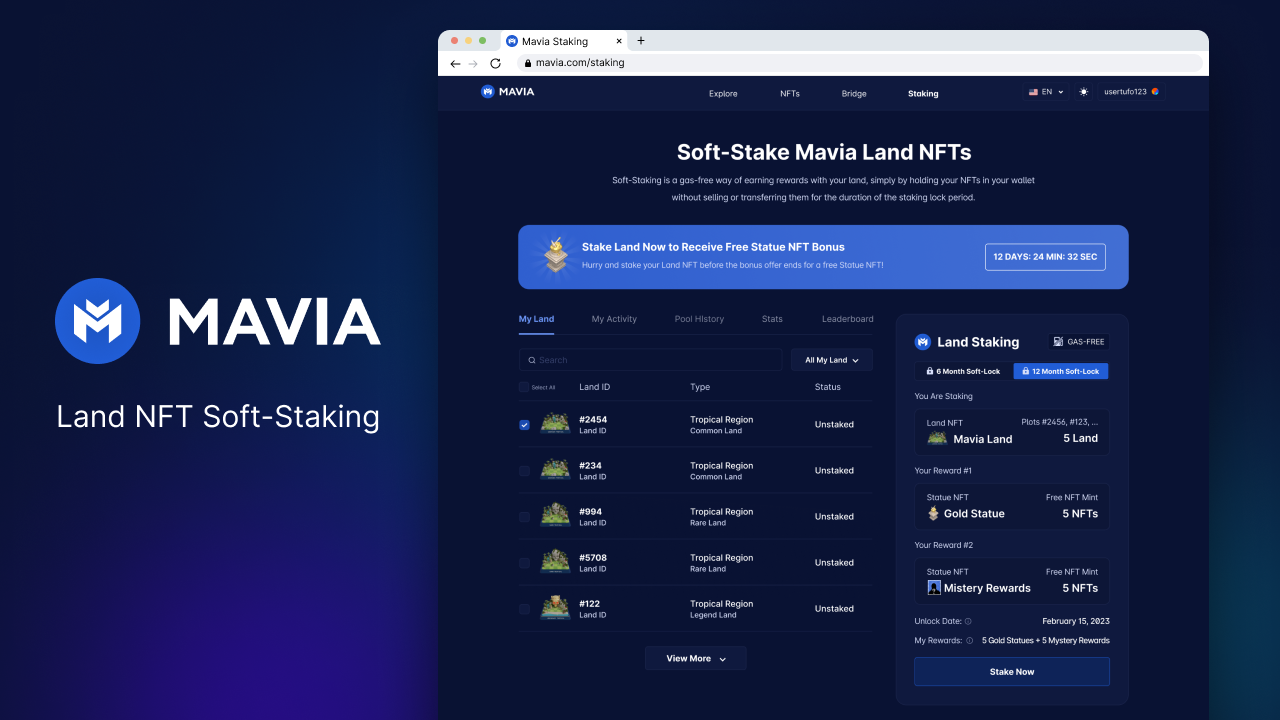 MAVIA
Land NFT Soft-Staking
Mavia Staking
mavia.com/staking
MAVIA
Explore
NFTs
Bridge
Staking
EN
usertufo123
Soft-Stake Mavia Land NFTs
Soft-Staking is a gas-free way of earning rewards with your land, simply by holding your NFTs in your wallet
without selling or transferring them for the duration of the staking lock period.
Stake Land Now to Receive Free Statue NFT Bonus
Hurry and stake your Land NFT before the bonus offer ends for a free Statue NFT!
12 DAYS: 24 MIN: 32 SEC
My Land
My Activity
Pool History
Stats
Leaderboard
Search
All My Land
Select All
Land ID
Type
Status
#2454
Land ID
Tropical Region
Common Land
Unstaked
#234
Land ID
Tropical Region
Common Land
Unstaked
#994
Land ID
Tropical Region
Rare Land
Unstaked
#5708
Land ID
Tropical Region
Rare Land
Unstaked
#122
Land ID
Tropical Region
Legend Land
Unstaked
View More
Land Staking
GAS-FREE
6 Month Soft-Lock
12 Month Soft-Lock
You Are Staking
Land NFT
Plots #2456, #123, ...
Mavia Land
5 Land
Your Reward #1
Statue NFT
Free NFT Mint
Gold Statue
5 NFTs
Your Reward #2
Statue NFT
Free NFT Mint
Mistery Rewards
5 NFTs
Unlock Date:
February 15, 2023
My Rewards:
5 Gold Statues + 5 Mystery Rewards
Stake Now